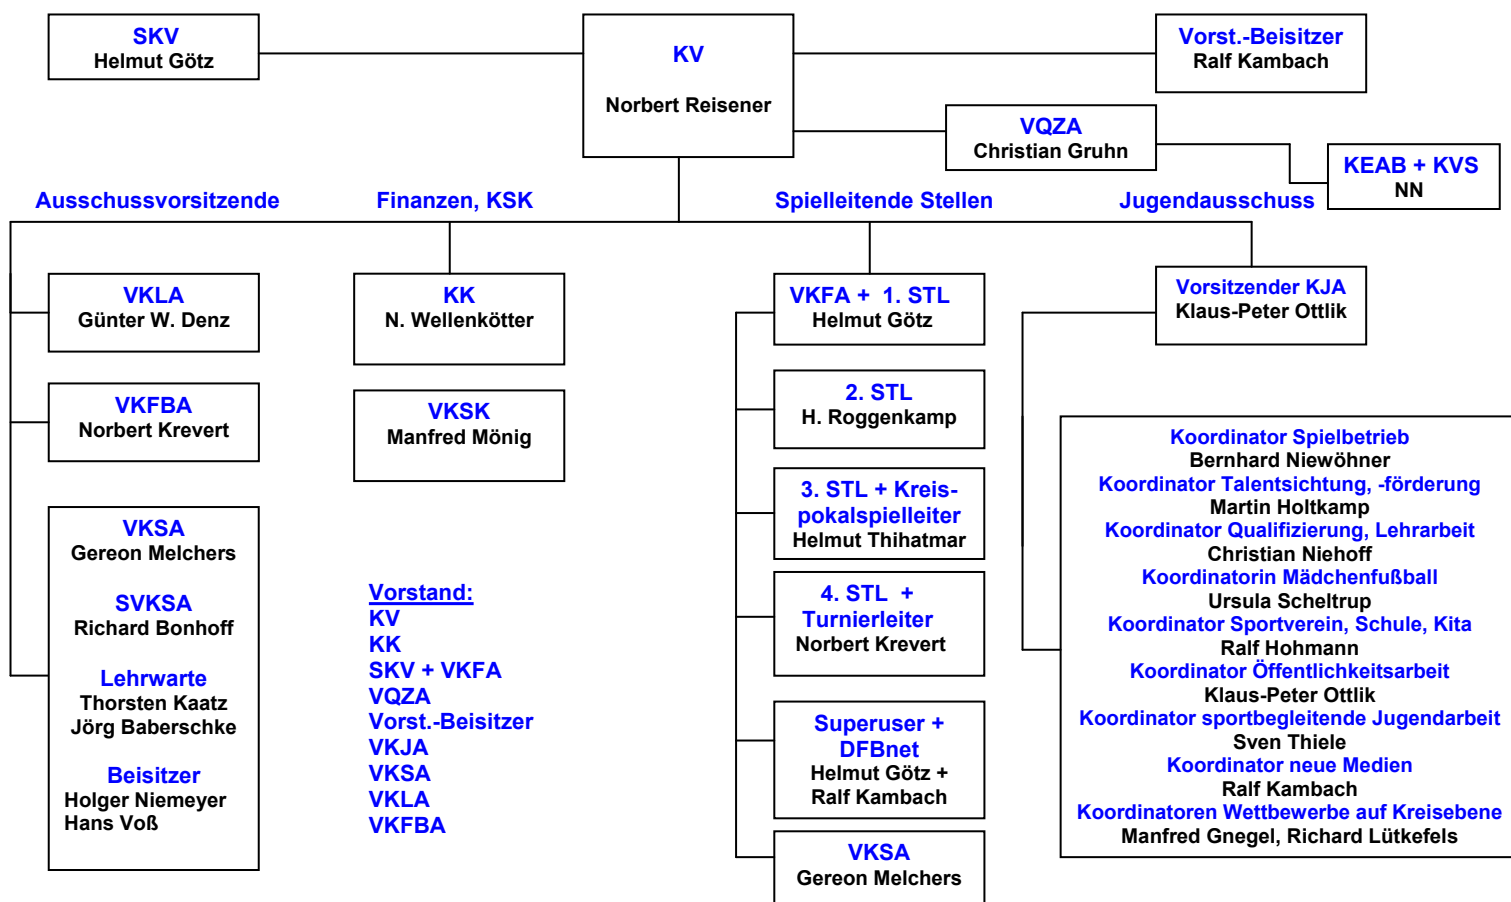 SKV
Helmut Götz
KV
Norbert Reisener
Vorst.-Beisitzer
Ralf Kambach
VQZA
Christian Gruhn
KEAB + KVS
NN
Ausschussvorsitzende
Finanzen, KSK
Spielleitende Stellen
Jugendausschuss
VKLA
Günter W. Denz
VKFBA
Norbert Krevert
VKSA
Gereon Melchers
SVKSA
Richard Bonhoff
Lehrwarte
Thorsten Kaatz
Jörg Baberschke
Beisitzer
Holger Niemeyer
Hans Voß
KK
N. Wellenkötter
VKSK
Manfred Mönig
Vorstand:
KV
KK
SKV + VKFA
VQZA
Vorst.-Beisitzer
VKJA
VKSA
VKLA
VKFBA
VKFA + 1. STL
Helmut Götz
2. STL
H. Roggenkamp
3. STL + Kreis-
pokalspielleiter
Helmut Thihatmar
4. STL +
Turnierleiter
Norbert Krevert
Superuser +
DFBnet
Helmut Götz +
Ralf Kambach
VKSA
Gereon Melchers
Vorsitzender KJA
Klaus-Peter Ottlik
Koordinator Spielbetrieb
Bernhard Niewöhner
Koordinator Talentsichtung, -förderung
Martin Holtkamp
Koordinator Qualifizierung, Lehrarbeit
Christian Niehoff
Koordinatorin Mädchenfußball
Ursula Scheltrup
Koordinator Sportverein, Schule, Kita
Ralf Hohmann
Koordinator Öffentlichkeitsarbeit
Klaus-Peter Ottlik
Koordinator sportbegleitende Jugendarbeit
Sven Thiele
Koordinator neue Medien
Ralf Kambach
Koordinatoren Wettbewerbe auf Kreisebene
Manfred Gnegel, Richard Lütkefels